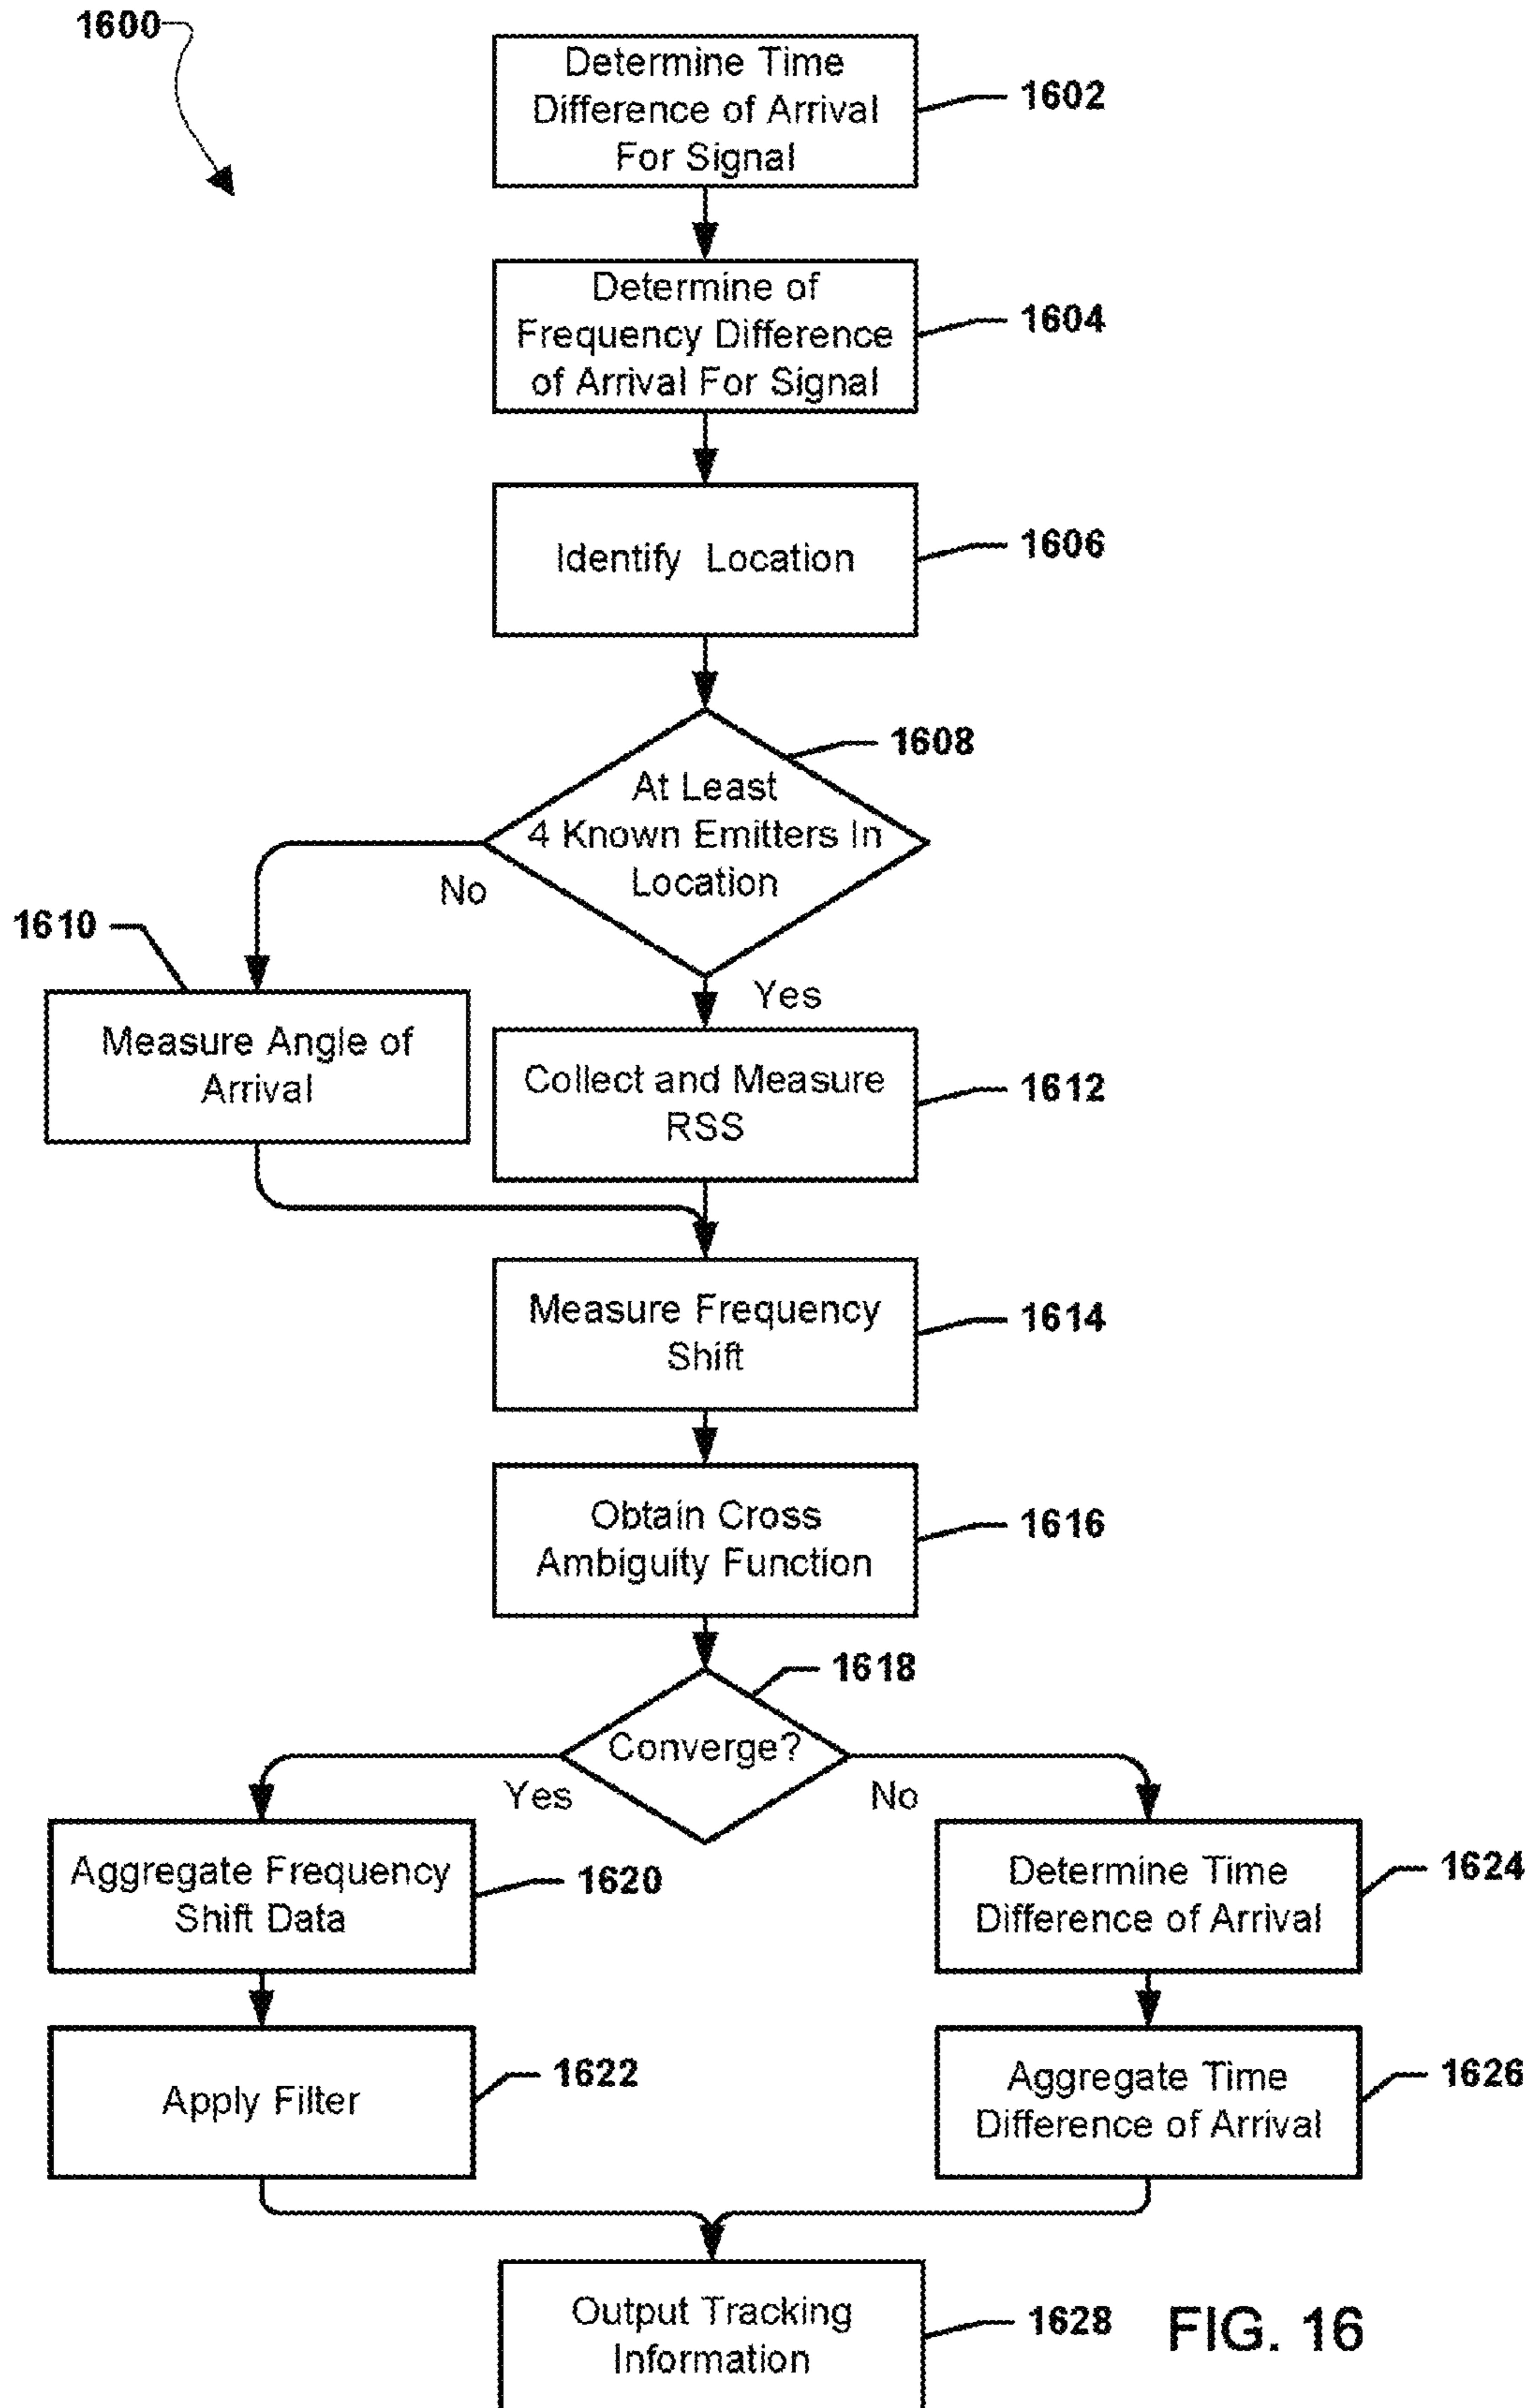 1600
Determine Time
Difference of Arrival
For Signal
1602
Determine of
Frequency Difference
of Arrival For Signal
1604
Identify Location
1606
1608
At Least
4 Known Emitters In
Location
No
Yes
1610
Measure Angle of
Arrival
Collect and Measure
RSS
1612
Measure Frequency
Shift
1614
Obtain Cross
Ambiguity Function
1616
1618
Converge?
Yes
No
Aggregate Frequency
Shift Data
1620
Determine Time
Difference of Arrival
1624
Apply Filter
1622
Aggregate Time
Difference of Arrival
1626
Output Tracking
Information
1628
FIG. 16